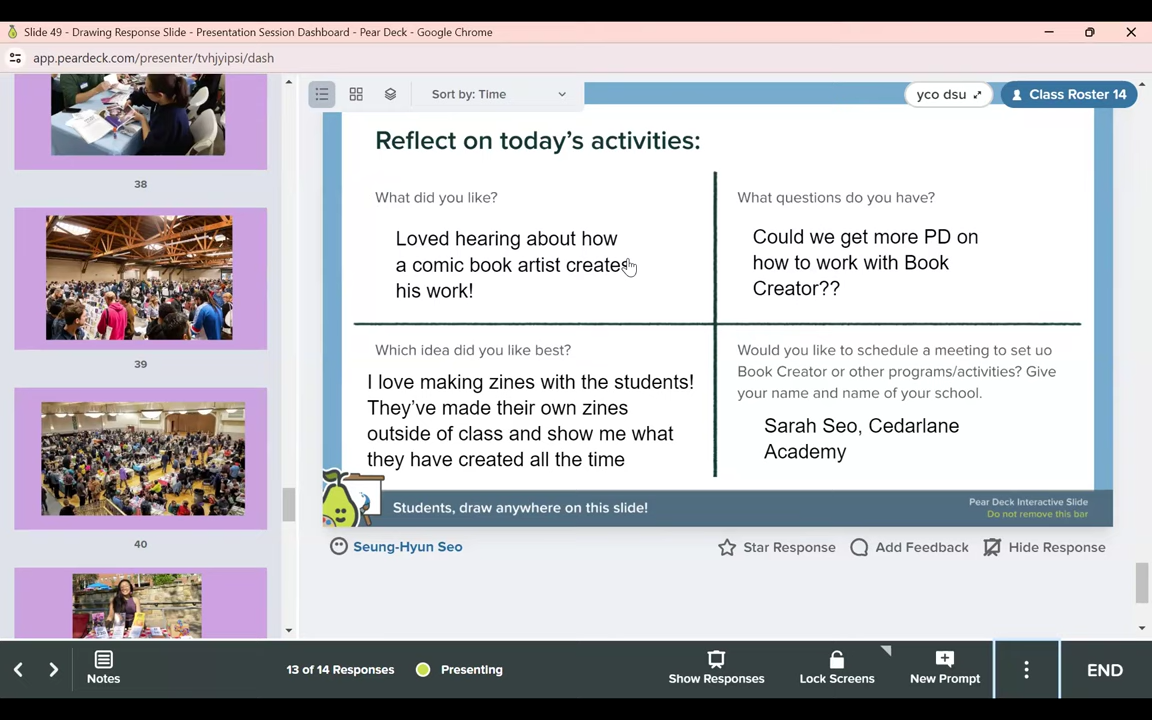 Slide 49 - Drawing Response Slide - Presentation Session Dashboard - Pear Deck - Google Chrome
app.peardeck.com/presenter/tvhjyipsi/dash
Sort by: Time
yco dsu
Class Roster 14
Reflect on today's activities:
What did you like?
Loved hearing about how
a comic book artist creates
his work!
What questions do you have?
Could we get more PD on
how to work with Book
Creator??
Which idea did you like best?
I love making zines with the students!
They've made their own zines
outside of class and show me what
they have created all the time
Would you like to schedule a meeting to set uo
Book Creator or other programs/activities? Give
your name and name of your school.
Sarah Seo, Cedarlane
Academy
Students, draw anywhere on this slide!
Pear Deck Interactive Slide
Do not remove this bar
Seung-Hyun Seo
Star Response
Add Feedback
Hide Response
38
39
40
Notes
13 of 14 Responses
Presenting
Show Responses
Lock Screens
New Prompt
END